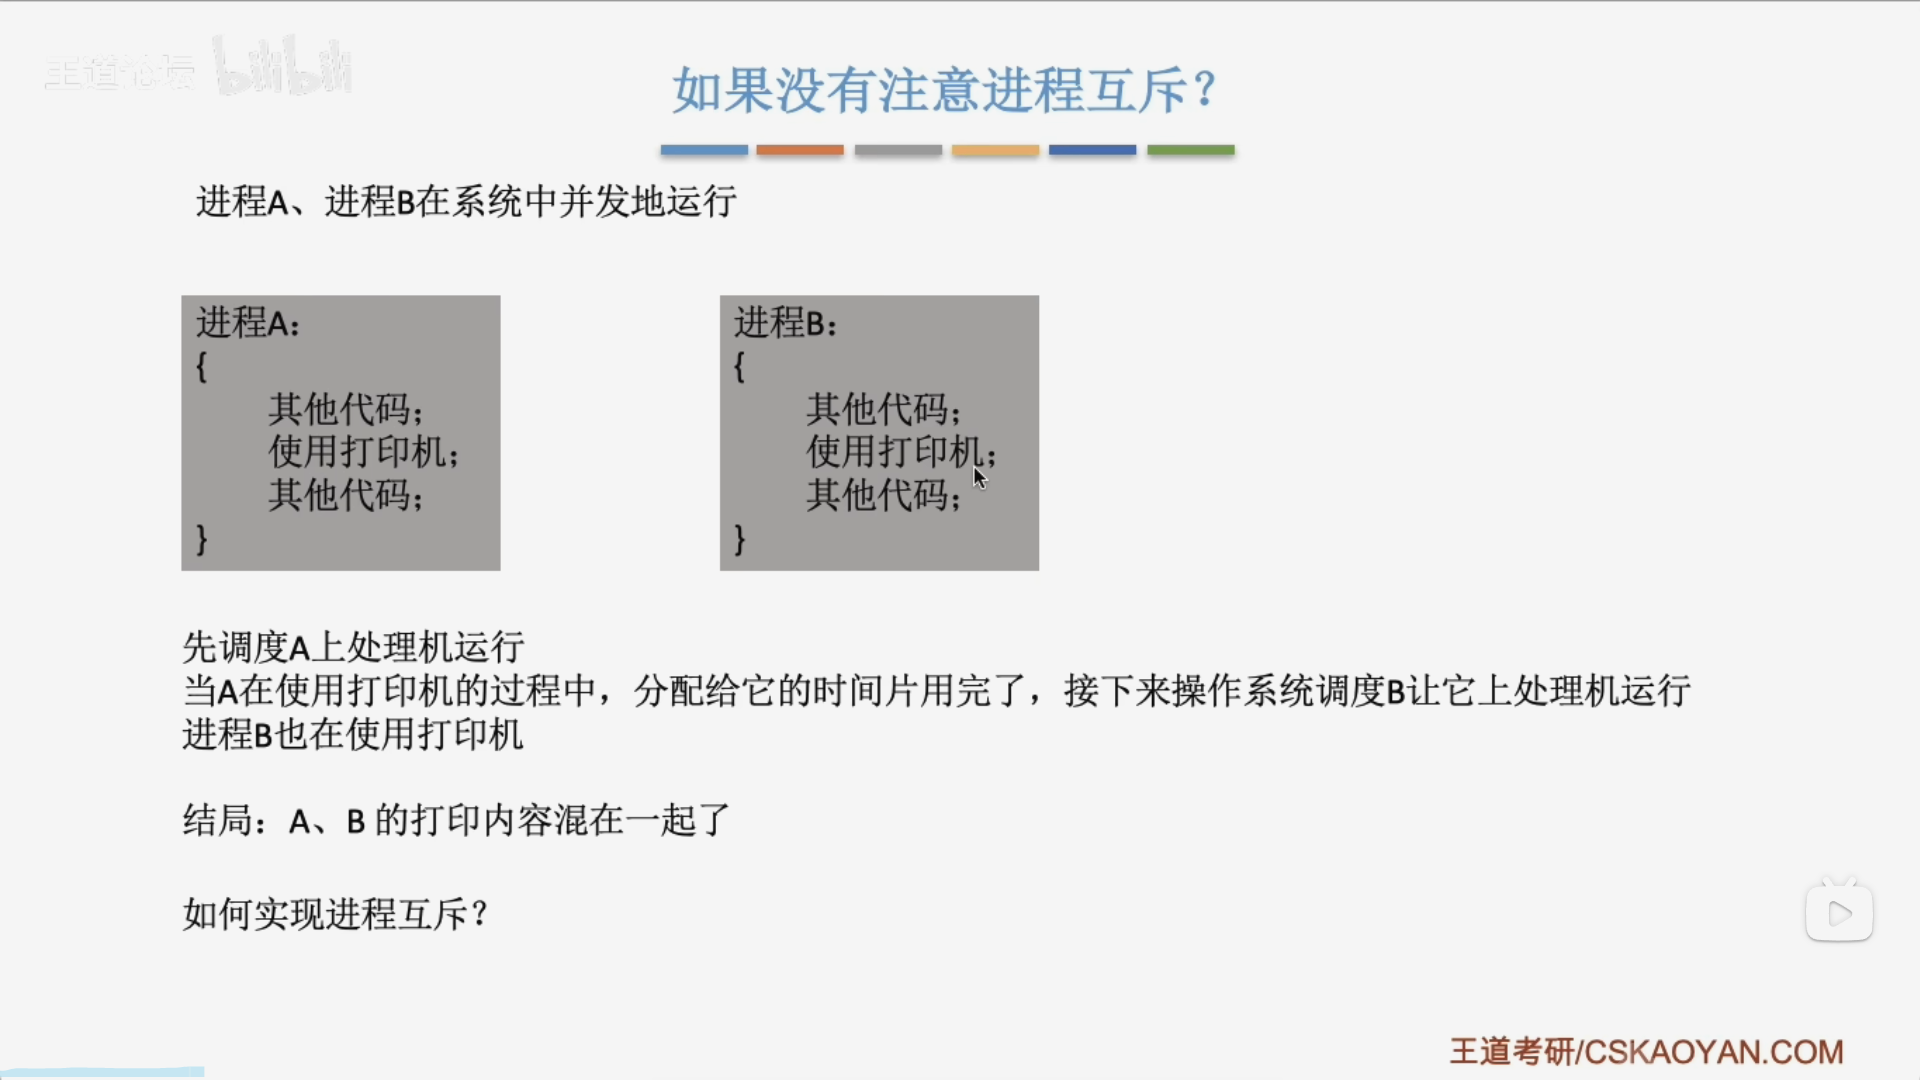 王道论坛 bilibili
如果没有注意进程互斥？
进程A、进程B在系统中并发地运行
进程A：
{
其他代码；
使用打印机；
其他代码；
}
进程B：
{
其他代码；
使用打印机；
其他代码；
}
先调度A上处理机运行
当A在使用打印机的过程中，分配给它的时间片用完了，接下来操作系统调度B让它上处理机运行
进程B也在使用打印机
结局：A、B 的打印内容混在一起了
如何实现进程互斥？
王道考研/CSKAOYAN.COM